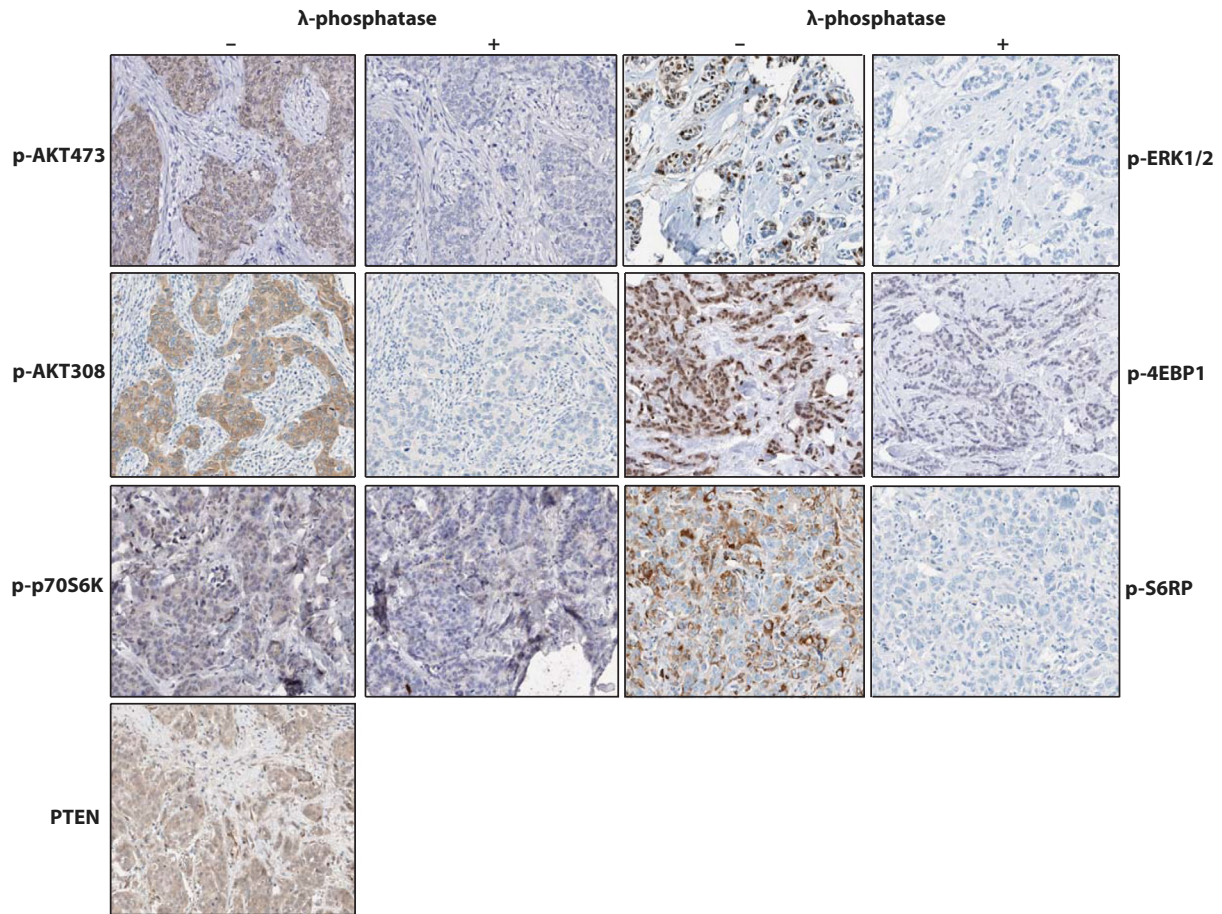 λ-phosphatase λ-phosphatase
– + – +
p-AKT473 p-ERK1/2
p-AKT308 p-4EBP1
p-p70S6K p-S6RP
PTEN